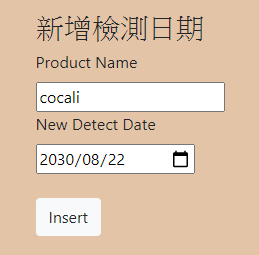 新增檢測日期
Product Name
cocali
New Detect Date
2030/08/22
Insert